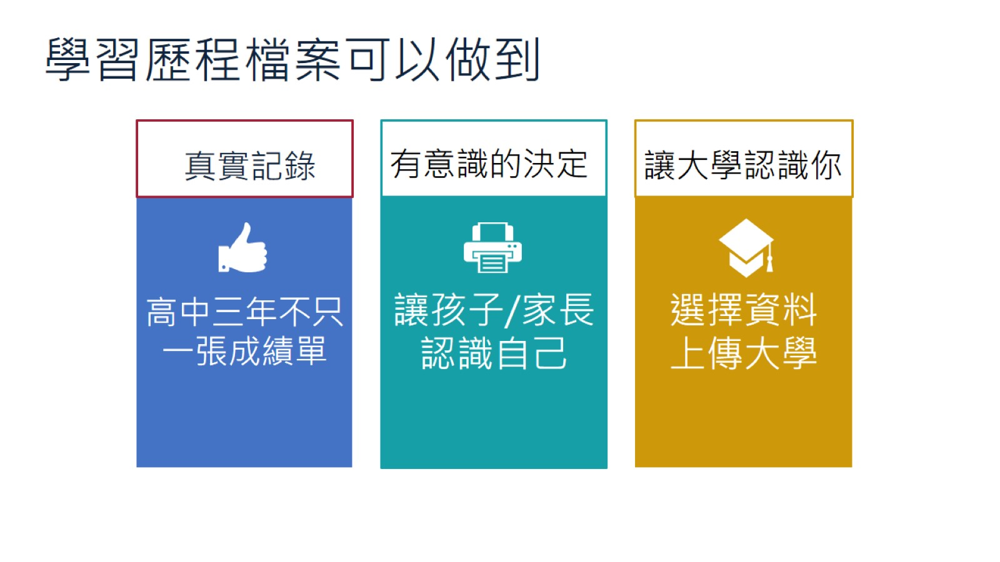 學習歷程檔案可以做到
真實記錄
高中三年不只
一張成績單
有意識的決定
讓孩子/家長
認識自己
讓大學認識你
選擇資料
上傳大學